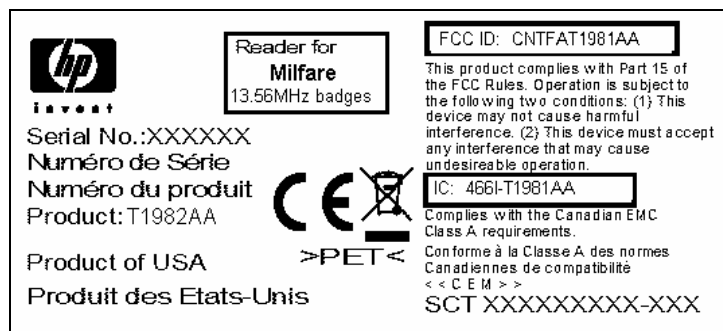 hp
invent
Reader for
Milfare
13.56MHz badges
Serial No.:XXXXXX
Numéro de Série
Numéro du produit
Product: T1982AA
Product of USA
Produit des Etats-Unis
CE
>PET<
FCC ID: CNTFAT1981AA
This product complies with Part 15 of
the FCC Rules. Operation is subject to
the following two conditions: (1) This
device may not cause harmful
interference. (2) This device must accept
any interference that may cause
undesireable operation.
IC: 466I-T1981AA
Complies with the Canadian EMC
Class A requirements.
Conforme à la Classe A des normes
Canadiennes de compatibilité
< < C E M > >
SCT XXXXXXXXX-XXX